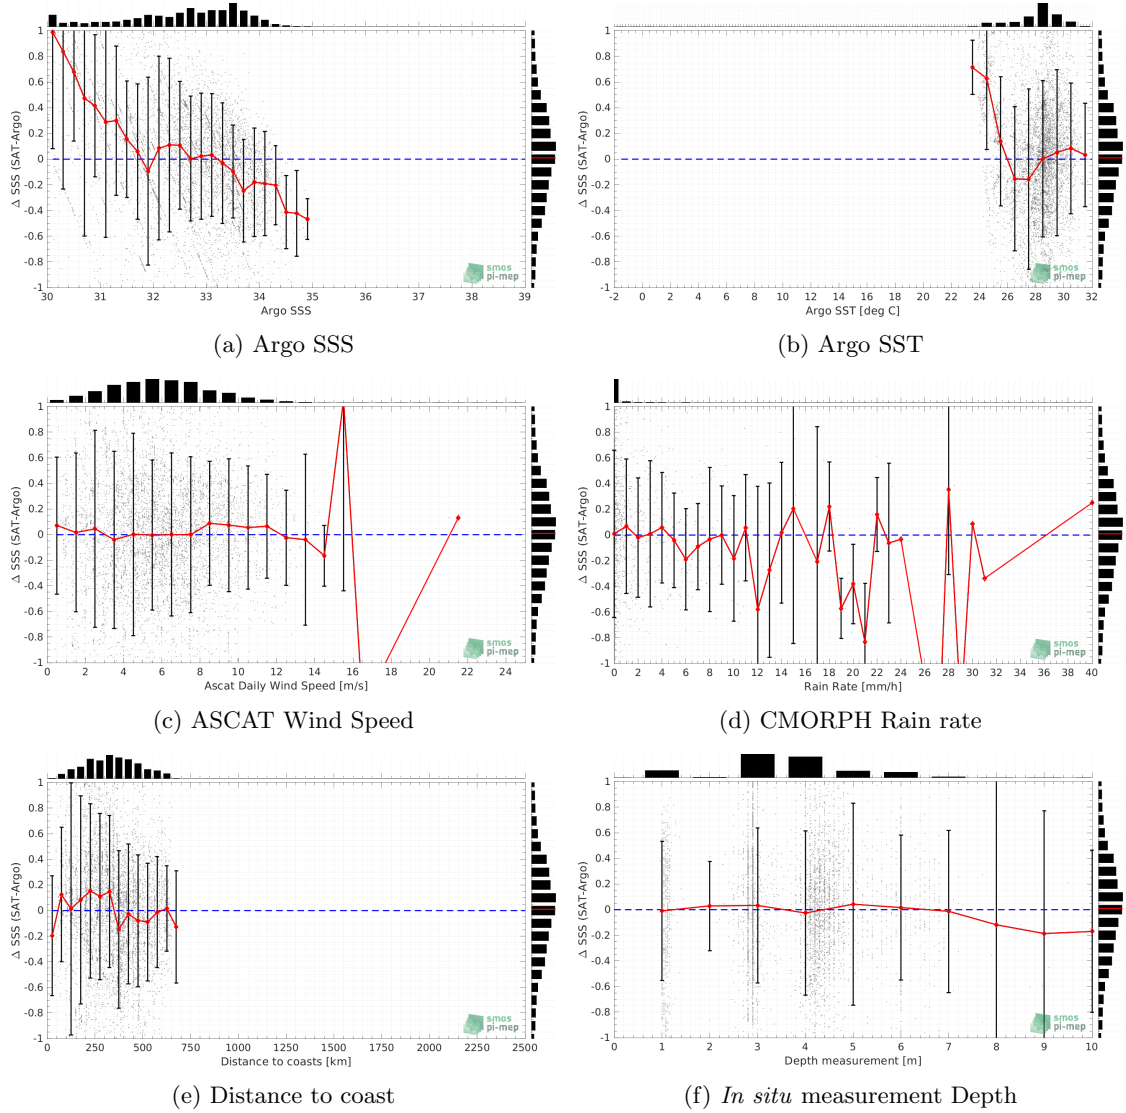 1
0.8
0.6
0.4
0.2
0
-0.2
-0.4
-0.6
-0.8
-1
Δ SSS (SAT-Argo)
smos
pi-mep
30 31 32 33 34 35 36 37 38 39
Argo SSS
(a) Argo SSS
1
0.8
0.6
0.4
0.2
0
-0.2
-0.4
-0.6
-0.8
-1
Δ SSS (SAT-Argo)
smos
pi-mep
-2 0 2 4 6 8 10 12 14 16 18 20 22 24 26 28 30 32
Argo SST [deg C]
(b) Argo SST
1
0.8
0.6
0.4
0.2
0
-0.2
-0.4
-0.6
-0.8
-1
Δ SSS (SAT-Argo)
smos
pi-mep
0 2 4 6 8 10 12 14 16 18 20 22 24
Ascat Daily Wind Speed [m/s]
(c) ASCAT Wind Speed
1
0.8
0.6
0.4
0.2
0
-0.2
-0.4
-0.6
-0.8
-1
Δ SSS (SAT-Argo)
smos
pi-mep
0 2 4 6 8 10 12 14 16 18 20 22 24 26 28 30 32 34 36 38 40
Rain Rate [mm/h]
(d) CMORPH Rain rate
1
0.8
0.6
0.4
0.2
0
-0.2
-0.4
-0.6
-0.8
-1
Δ SSS (SAT-Argo)
smos
pi-mep
0 250 500 750 1000 1250 1500 1750 2000 2250 2500
Distance to coasts [km]
(e) Distance to coast
1
0.8
0.6
0.4
0.2
0
-0.2
-0.4
-0.6
-0.8
-1
Δ SSS (SAT-Argo)
smos
pi-mep
0 1 2 3 4 5 6 7 8 9 10
Depth measurement [m]
(f) In situ measurement Depth